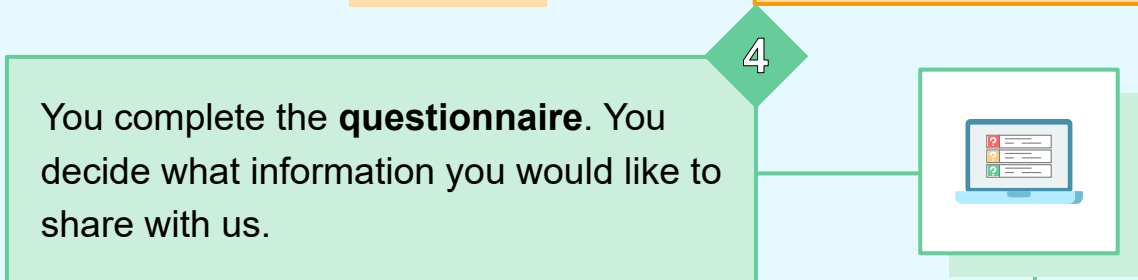 4
You complete the questionnaire. You
decide what information you would like to
share with us.